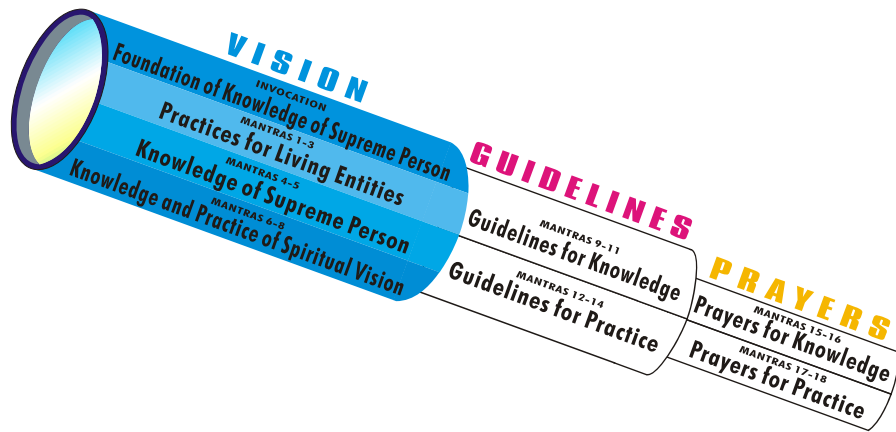 VISION
INVOCATION
Foundation of Knowledge of Supreme Person
MANTRAS 1-3
Practices for Living Entities
MANTRAS 4-5
Knowledge of Supreme Person
MANTRAS 6-8
Knowledge and Practice of Spiritual Vision
GUIDELINES
MANTRAS 9-11
Guidelines for Knowledge
MANTRAS 12-14
Guidelines for Practice
PRAYERS
MANTRAS 15-16
Prayers for Knowledge
MANTRAS 17-18
Prayers for Practice